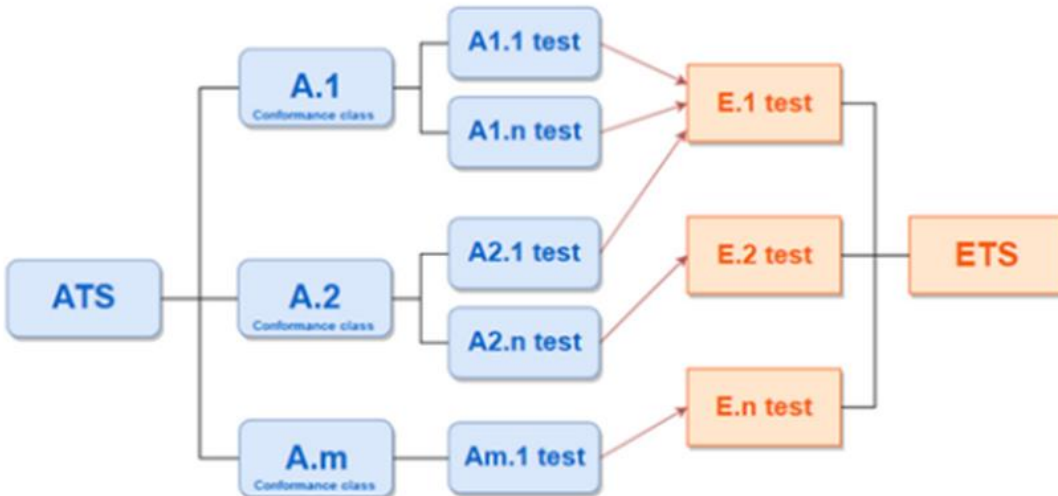 ATS
A.1
Conformance class
A1.1 test
A1.n test
A.2
Conformance class
A2.1 test
A2.n test
A.m
Conformance class
Am.1 test
E.1 test
E.2 test
E.n test
ETS